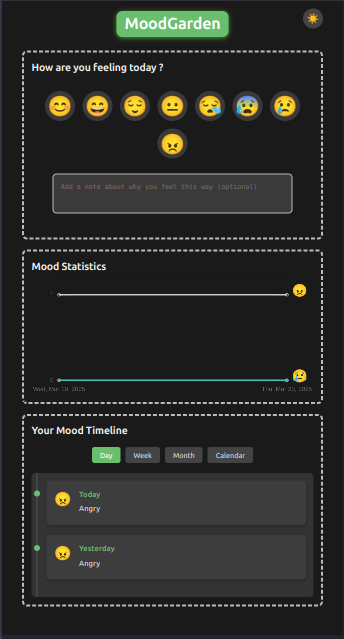 MoodGarden
How are you feeling today ?
Add a note about why you feel this way (optional)
Mood Statistics
1
0
Wed, Mar 19, 2025 Thu, Mar 20, 2025
Your Mood Timeline
Day Week Month Calendar
Today
Angry
Yesterday
Angry